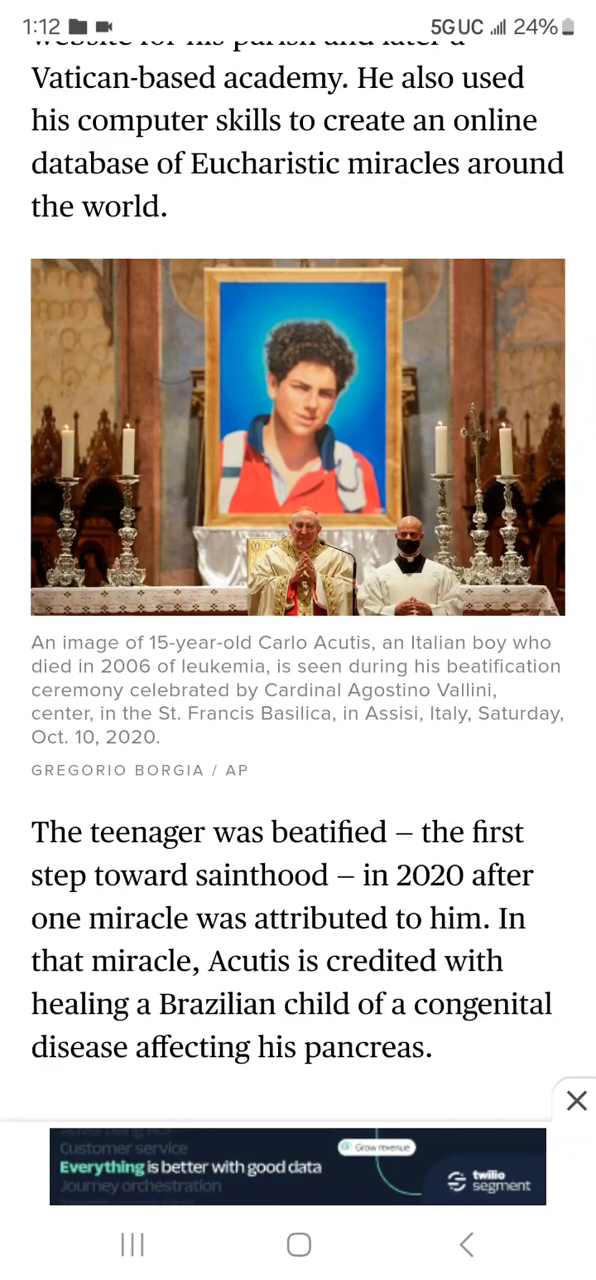 1:12 5G UC 24%
website for his parish and later a
Vatican-based academy. He also used
his computer skills to create an online
database of Eucharistic miracles around
the world.
An image of 15-year-old Carlo Acutis, an Italian boy who
died in 2006 of leukemia, is seen during his beatification
ceremony celebrated by Cardinal Agostino Vallini,
center, in the St. Francis Basilica, in Assisi, Italy, Saturday,
Oct. 10, 2020.
GREGORIO BORGIA / AP
The teenager was beatified — the first
step toward sainthood — in 2020 after
one miracle was attributed to him. In
that miracle, Acutis is credited with
healing a Brazilian child of a congenital
disease affecting his pancreas.
Customer service
Grow revenue
Everything is better with good data
Journey orchestration
twilio
segment